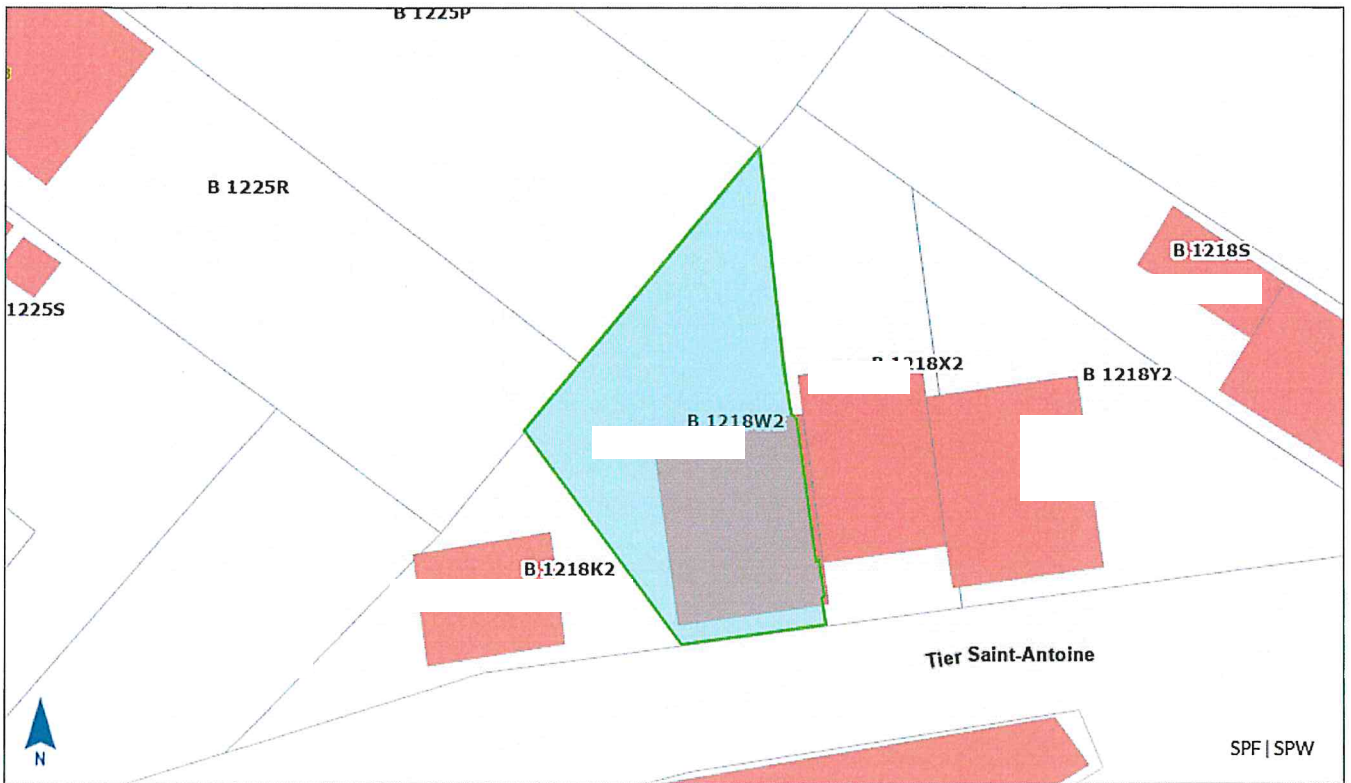 B 1225P
B 1225R
B 1218S
1225S
1218X2
B 1218Y2
B 1218W2
B 1218K2
Tier Saint-Antoine
N
SPF | SPW